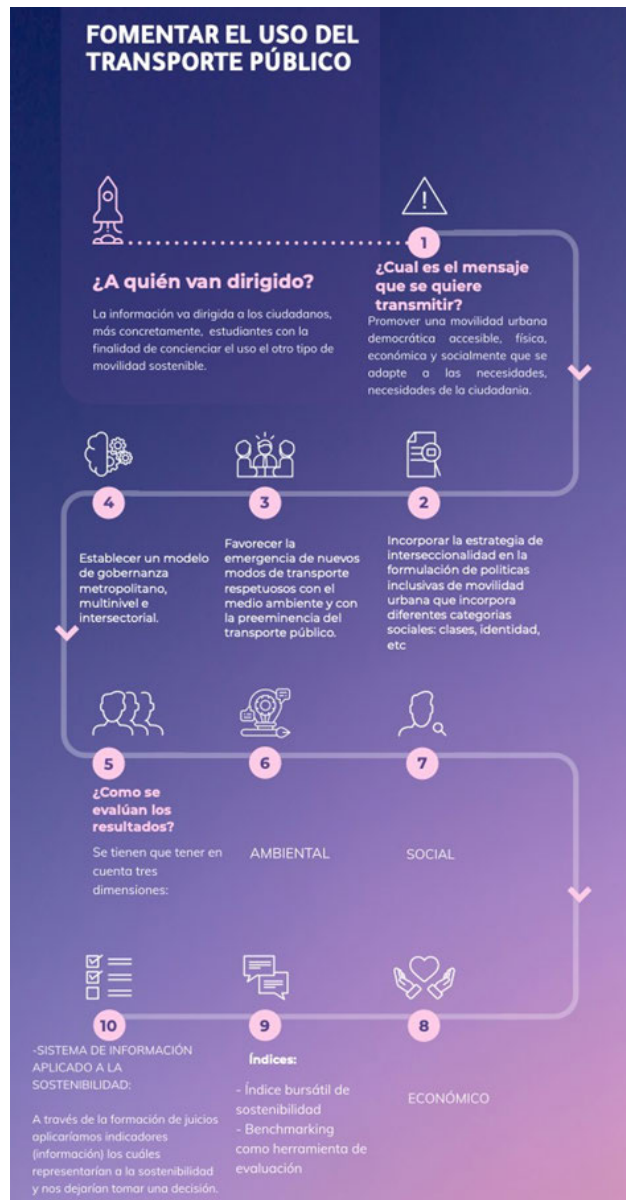 FOMENTAR EL USO DEL
TRANSPORTE PÚBLICO
¿A quién van dirigido?
La información va dirigida a los ciudadanos,
más concretamente, estudiantes con la
finalidad de concienciar el uso el otro tipo de
movilidad sostenible.
1
¿Cual es el mensaje
que se quiere
transmitir?
Promover una movilidad urbana
democrática accesible, física,
económica y socialmente que se
adapte a las necesidades,
necesidades de la ciudadania.
2
Incorporar la estrategia de
interseccionalidad en la
formulación de politicas
inclusivas de movilidad
urbana que incorpora
diferentes categorias
sociales: clases, identidad,
etc
3
Favorecer la
emergencia de nuevos
modos de transporte
respetuosos con el
medio ambiente y con
la preeminencia del
transporte público.
4
Establecer un modelo
de gobernanza
metropolitano,
multinivel e
intersectorial.
5
¿Como se
evalúan los
resultados?
Se tienen que tener en
cuenta tres
dimensiones:
6
AMBIENTAL
7
SOCIAL
8
ECONÓMICO
9
Índices:
- Índice bursátil de
sostenibilidad
- Benchmarking
como herramienta de
evaluación
10
-SISTEMA DE INFORMACIÓN
APLICADO A LA
SOSTENIBILIDAD:
A través de la formación de juicios
aplicaríamos indicadores
(información) los cuáles
representarían a la sostenibilidad
y nos dejarían tomar una decisión.